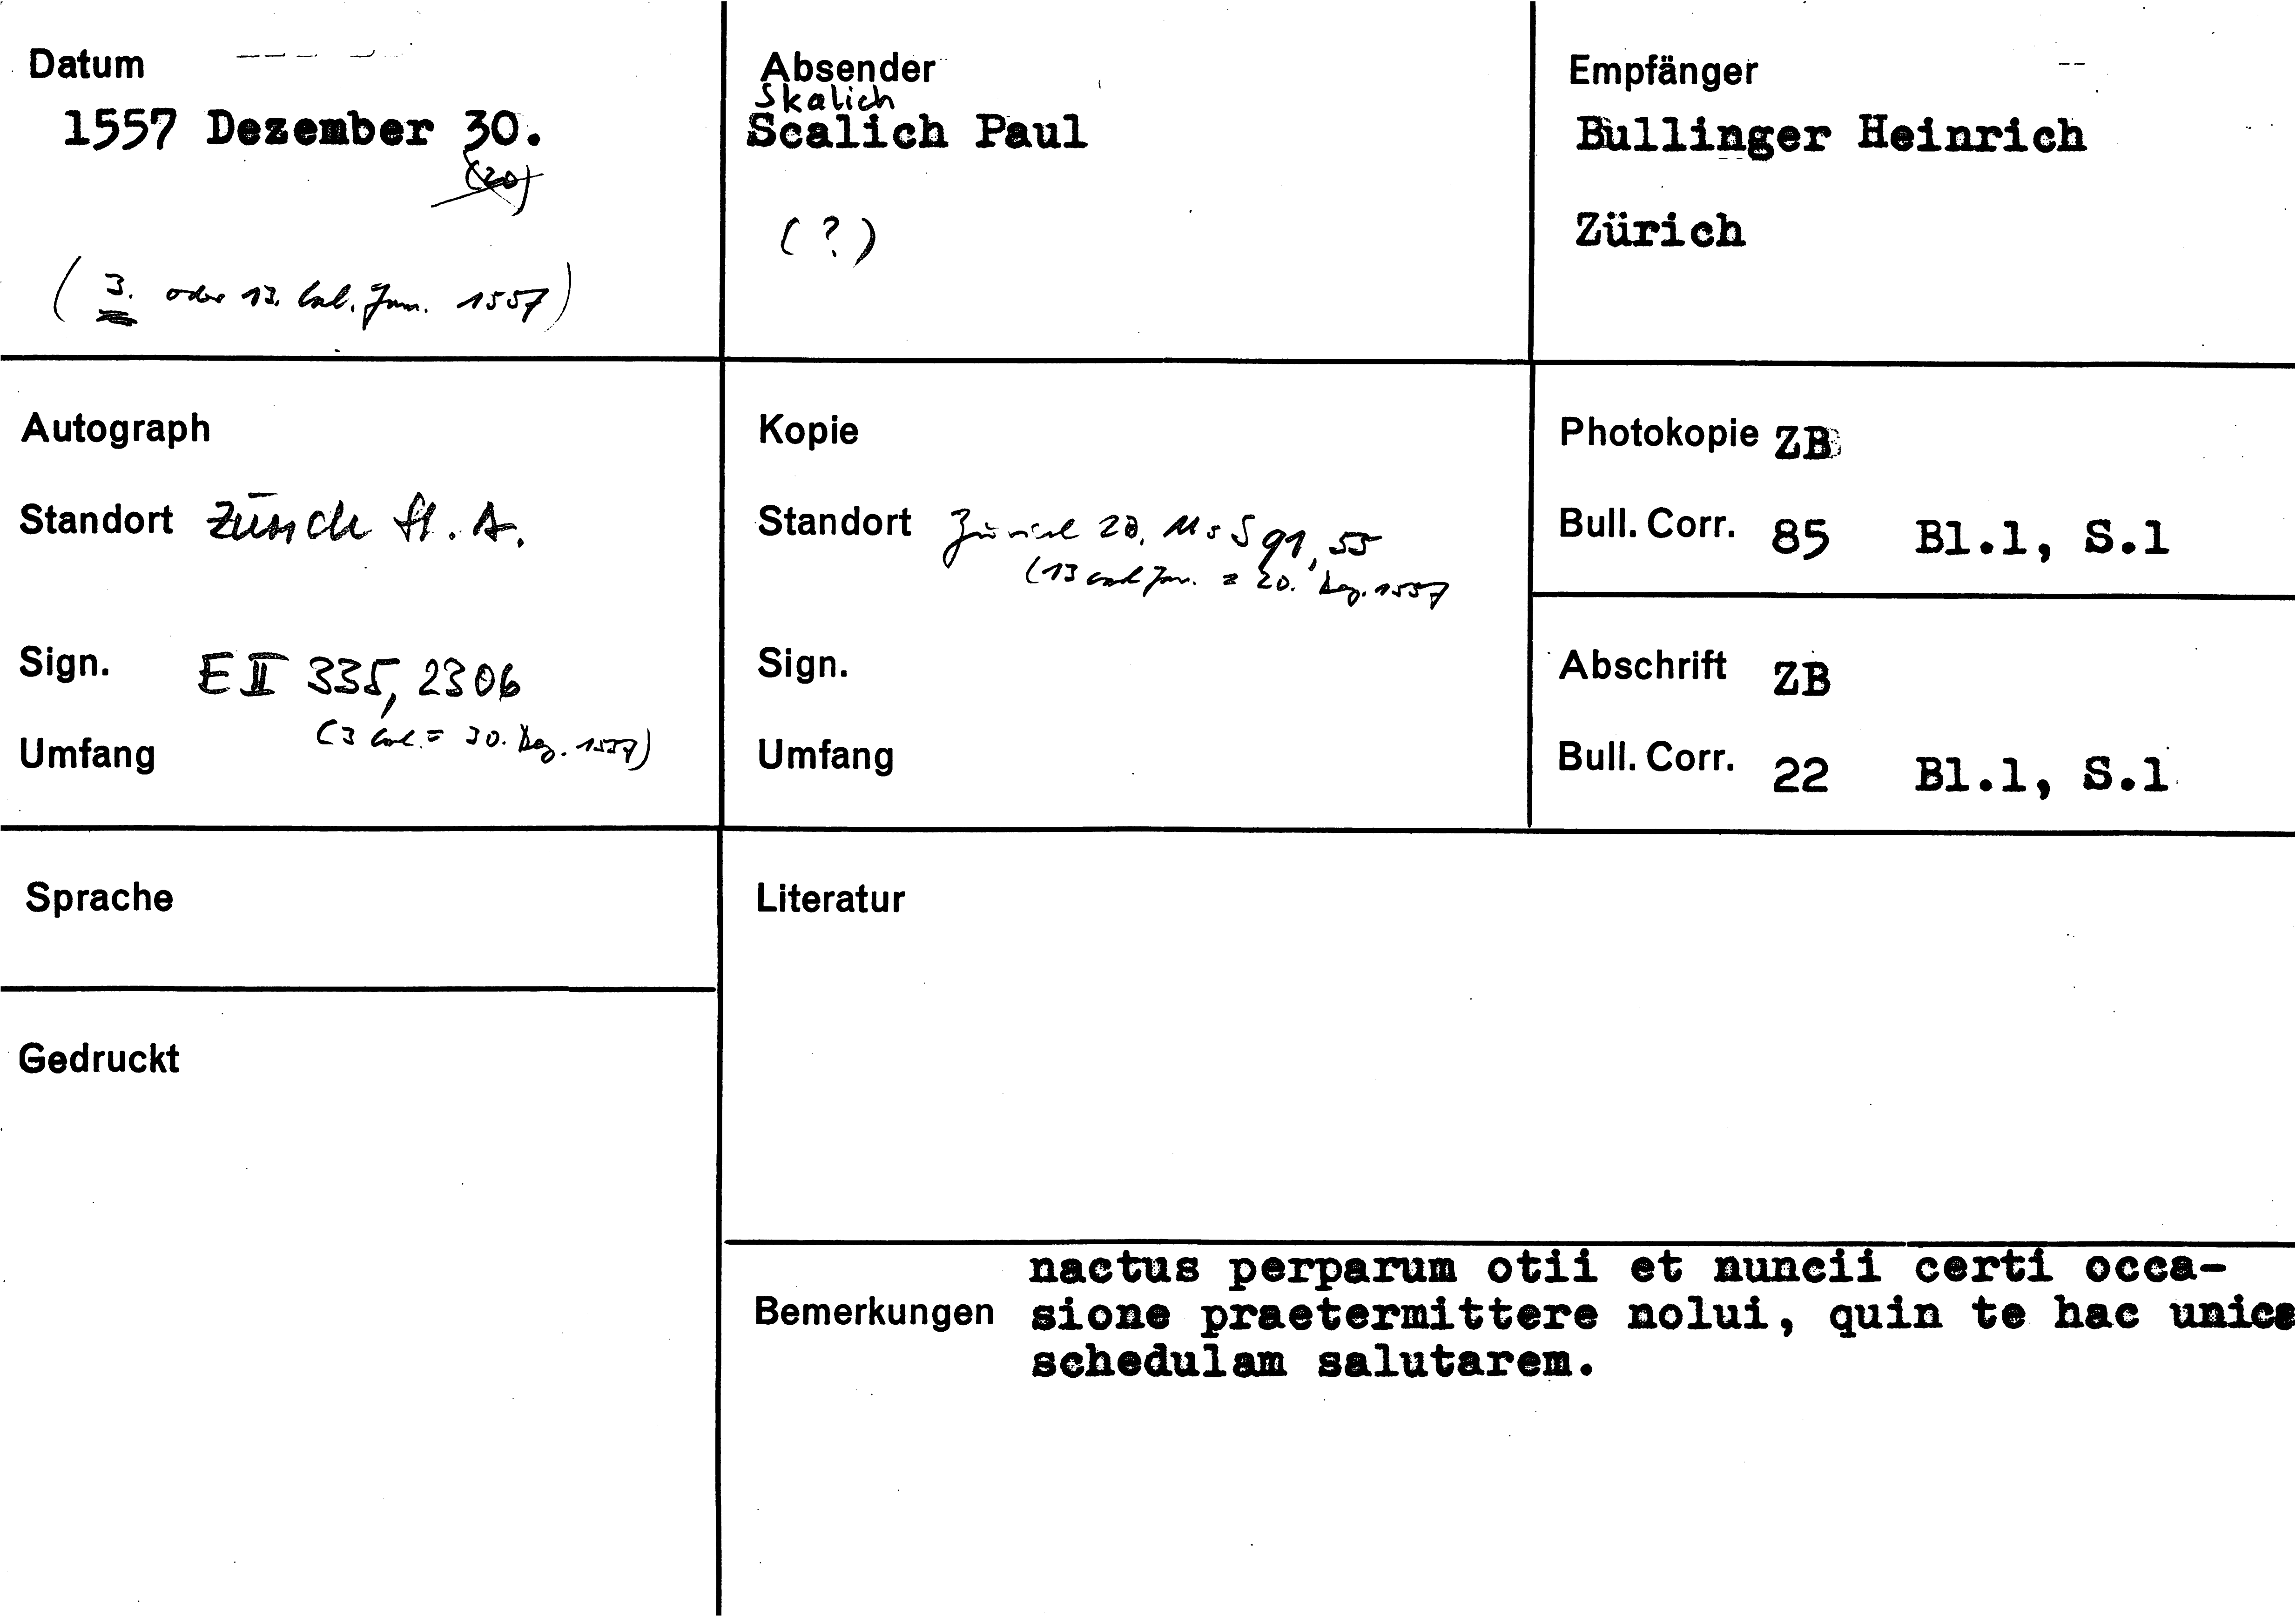 Datum
1557 Dezember 30.
(20)
( 3. oder 13. cal. Jan. 1557)
Absender
Skalich
Scalich Paul
( ? )
Empfänger
Bullinger Heinrich
Zürich
Autograph
Standort Zürich St. A.
Sign. E II 335, 2306
(3 cal. = 30. Dez. 1557)
Umfang
Kopie
Standort Zürich ZB, Ms S 91, 55
(13 cal Jan. = 20. Dez. 1557
Sign.
Umfang
Photokopie ZB
Bull. Corr. 85 Bl.1, S.1
Abschrift ZB
Bull. Corr. 22 Bl.1, S.1
Sprache
Literatur
Gedruckt
nactus perparum otii et nuncii certi occa-
Bemerkungen sione praetermittere nolui, quin te hac unica
schedulam salutarem.